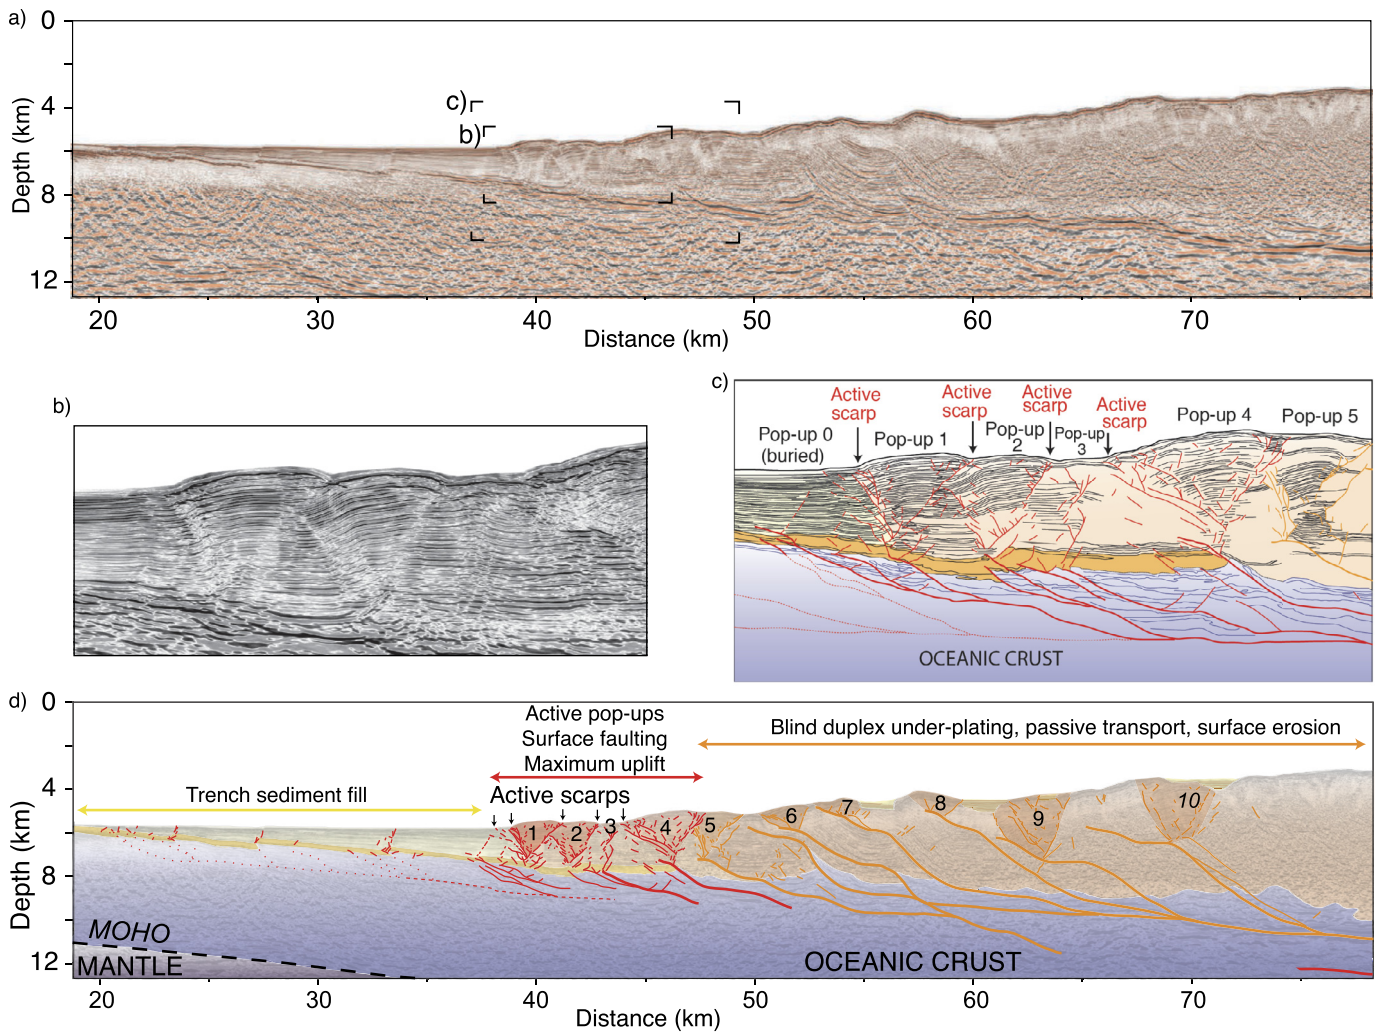 a)
0
4
8
12
Depth (km)
c)
b)
20
30
40
50
60
70
Distance (km)
b)
c)
Active
scarp
Active
scarp
Active
scarp
Active
scarp
Pop-up 0
(buried)
Pop-up 1
Pop-up
2
Pop-up
3
Pop-up 4
Pop-up 5
OCEANIC CRUST
d)
0
4
8
12
Depth (km)
Active pop-ups
Surface faulting
Maximum uplift
Blind duplex under-plating, passive transport, surface erosion
Trench sediment fill
Active scarps
1
2
3
4
5
6
7
8
9
10
MOHO
MANTLE
OCEANIC CRUST
20
30
40
50
60
70
Distance (km)